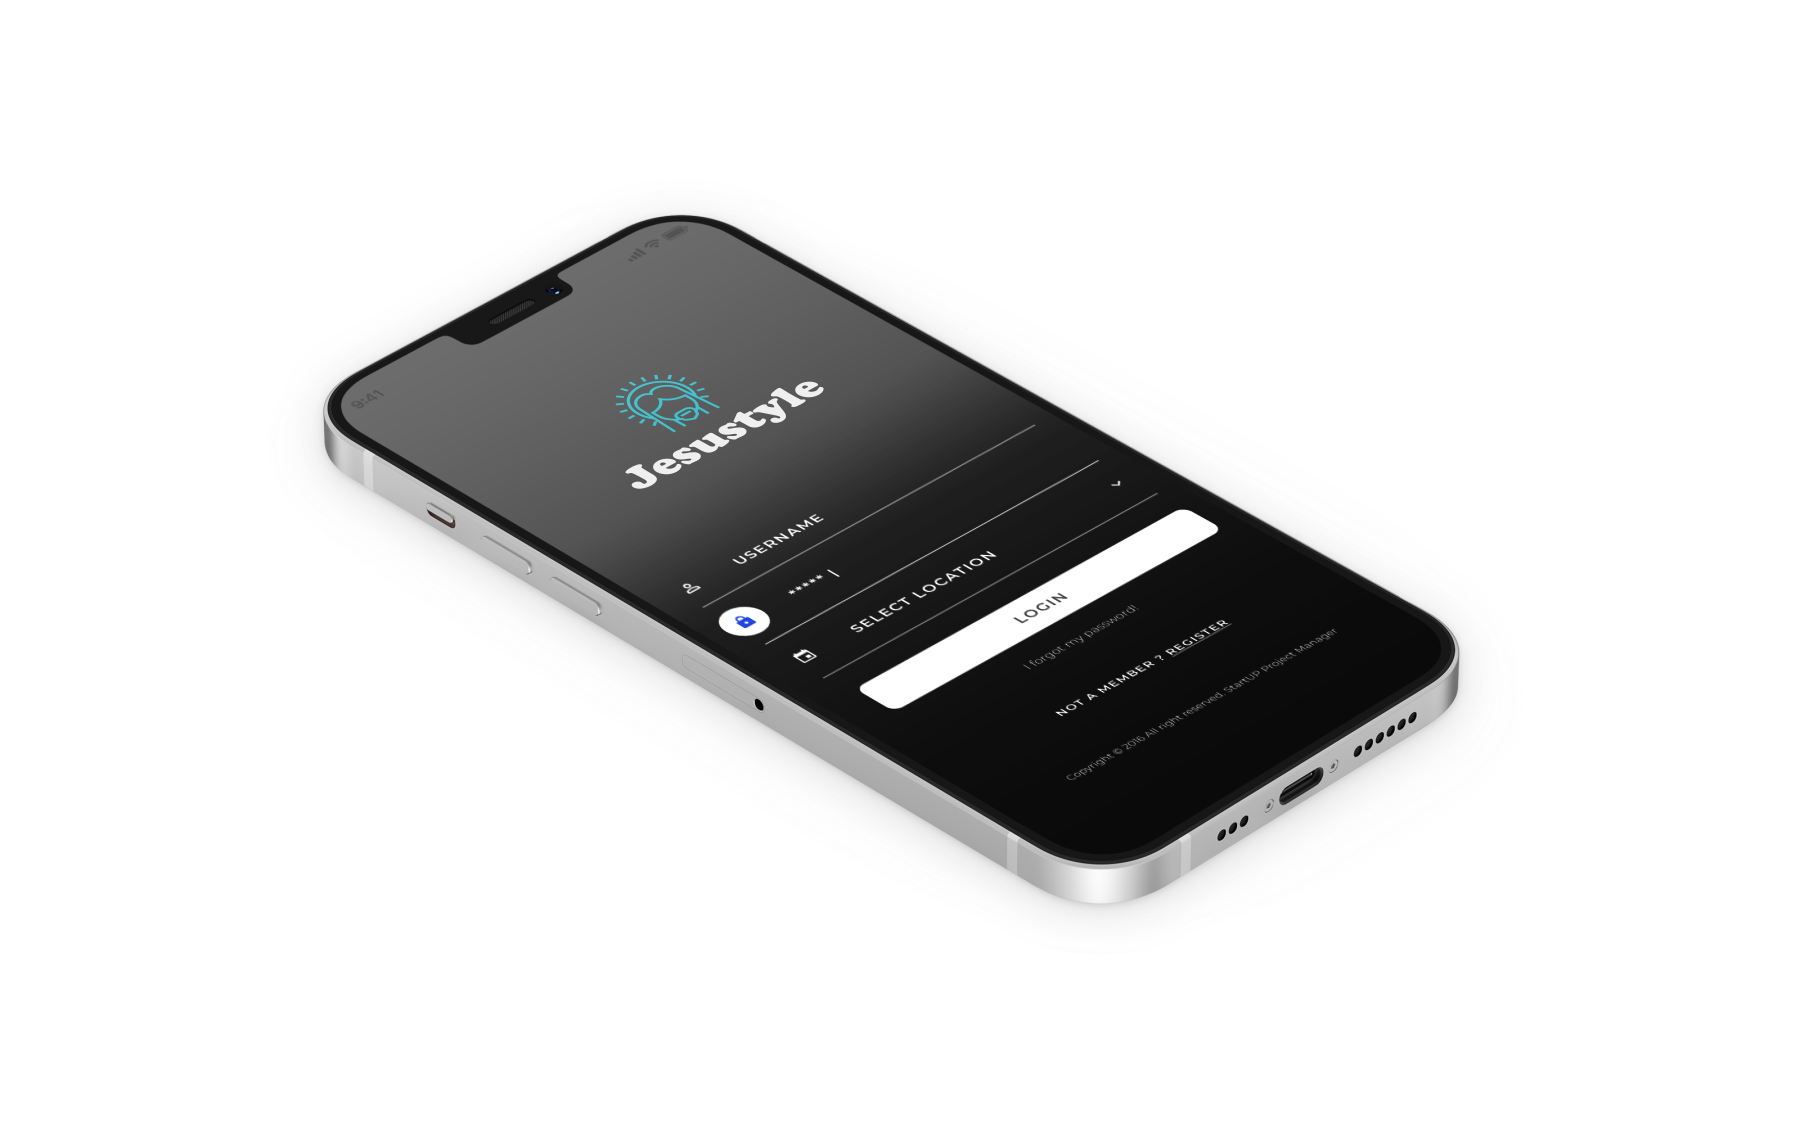 9:41
Jesustyle
USERNAME
***** |
SELECT LOCATION
LOGIN
I forgot my password!
NOT A MEMBER ? REGISTER
Copyright © 2016 All right reserved. StartUP Project Manager